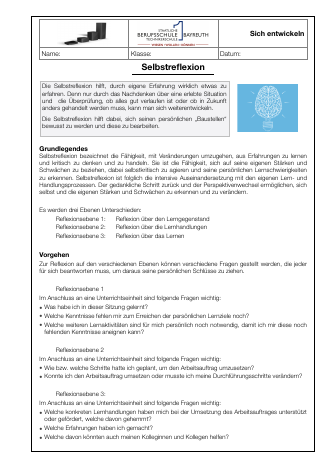 STAATLICHE
BERUFSSCHULE 1 BAYREUTH
Sich entwickeln
Name:
Klasse:
Datum:
Selbstreflexion
Die Selbstreflexion hilft, durch eigene Erfahrung wirklich etwas zu
erfahren. Denn nur durch das Nachdenken über eine erlebte Situation
und die Überprüfung, ob alles gut verlaufen ist oder ob in Zukunft
anders gehandelt werden muss, kann man sich weiterentwickeln.
Die Selbstreflexion hilft dabei, sich seinen persönlichen „Baustellen“
bewusst zu werden und diese zu bearbeiten.
Grundlegendes
Selbstreflexion bezeichnet die Fähigkeit, mit Veränderungen umzugehen, aus Erfahrungen zu lernen
und kritisch zu denken und zu handeln. Sie ist die Fähigkeit, sich auf seine eigenen Stärken und
Schwächen zu beziehen, dabei selbstkritisch zu agieren und seine persönlichen Lernschwierigkeiten
zu erkennen. Selbstreflexion ist folglich die intensive Auseinandersetzung mit den eigenen Lern- und
Handlungsprozessen. Der gedankliche Schritt zurück und der Perspektivenwechsel ermöglichen, sich
selbst und die eigenen Stärken und Schwächen zu erkennen und zu verändern.
Es werden drei Ebenen Unterschieden:
Reflexionsebene 1: Reflexion über den Lerngegenstand
Reflexionsebene 2: Reflexion über die Lernhandlungen
Reflexionsebene 3: Reflexion über das Lernen
Vorgehen
Zur Reflexion auf den verschiedenen Ebenen können verschiedene Fragen gestellt werden, die jeder
für sich beantworten muss, um daraus seine persönlichen Schlüsse zu ziehen.
Reflexionsebene 1
Im Anschluss an eine Unterrichtseinheit sind folgende Fragen wichtig:
• Was habe ich in dieser Sitzung gelernt?
• Welche Kenntnisse fehlen mir zum Erreichen der persönlichen Lernziele noch?
• Welche weiteren Lernaktivitäten sind für mich persönlich noch notwendig, damit ich mir diese noch
fehlenden Kenntnisse aneignen kann?
Reflexionsebene 2
Im Anschluss an eine Unterrichtseinheit sind folgende Fragen wichtig:
• Wie bzw. welche Schritte hatte ich geplant, um den Arbeitsauftrag umzusetzen?
• Konnte ich den Arbeitsauftrag umsetzen oder musste ich meine Durchführungsschritte verändern?
Reflexionsebene 3:
Im Anschluss an eine Unterrichtseinheit sind folgende Fragen wichtig:
• Welche konkreten Lernhandlungen haben mich bei der Umsetzung des Arbeitsauftrages unterstützt
oder gefördert, welche davon gehemmt?
• Welche Erfahrungen habe ich gemacht?
• Welche davon könnten auch meinen Kolleginnen und Kollegen helfen?